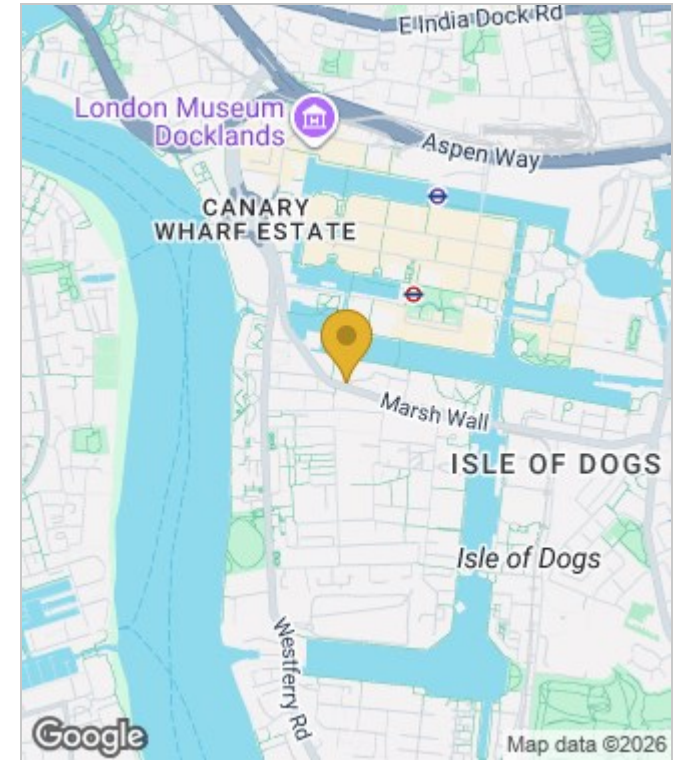 E India Dock Rd
London Museum
Docklands
Aspen Way
CANARY
WHARF ESTATE
Marsh Wall
ISLE OF DOGS
Isle of Dogs
Westferry Rd
Google
Map data ©2026